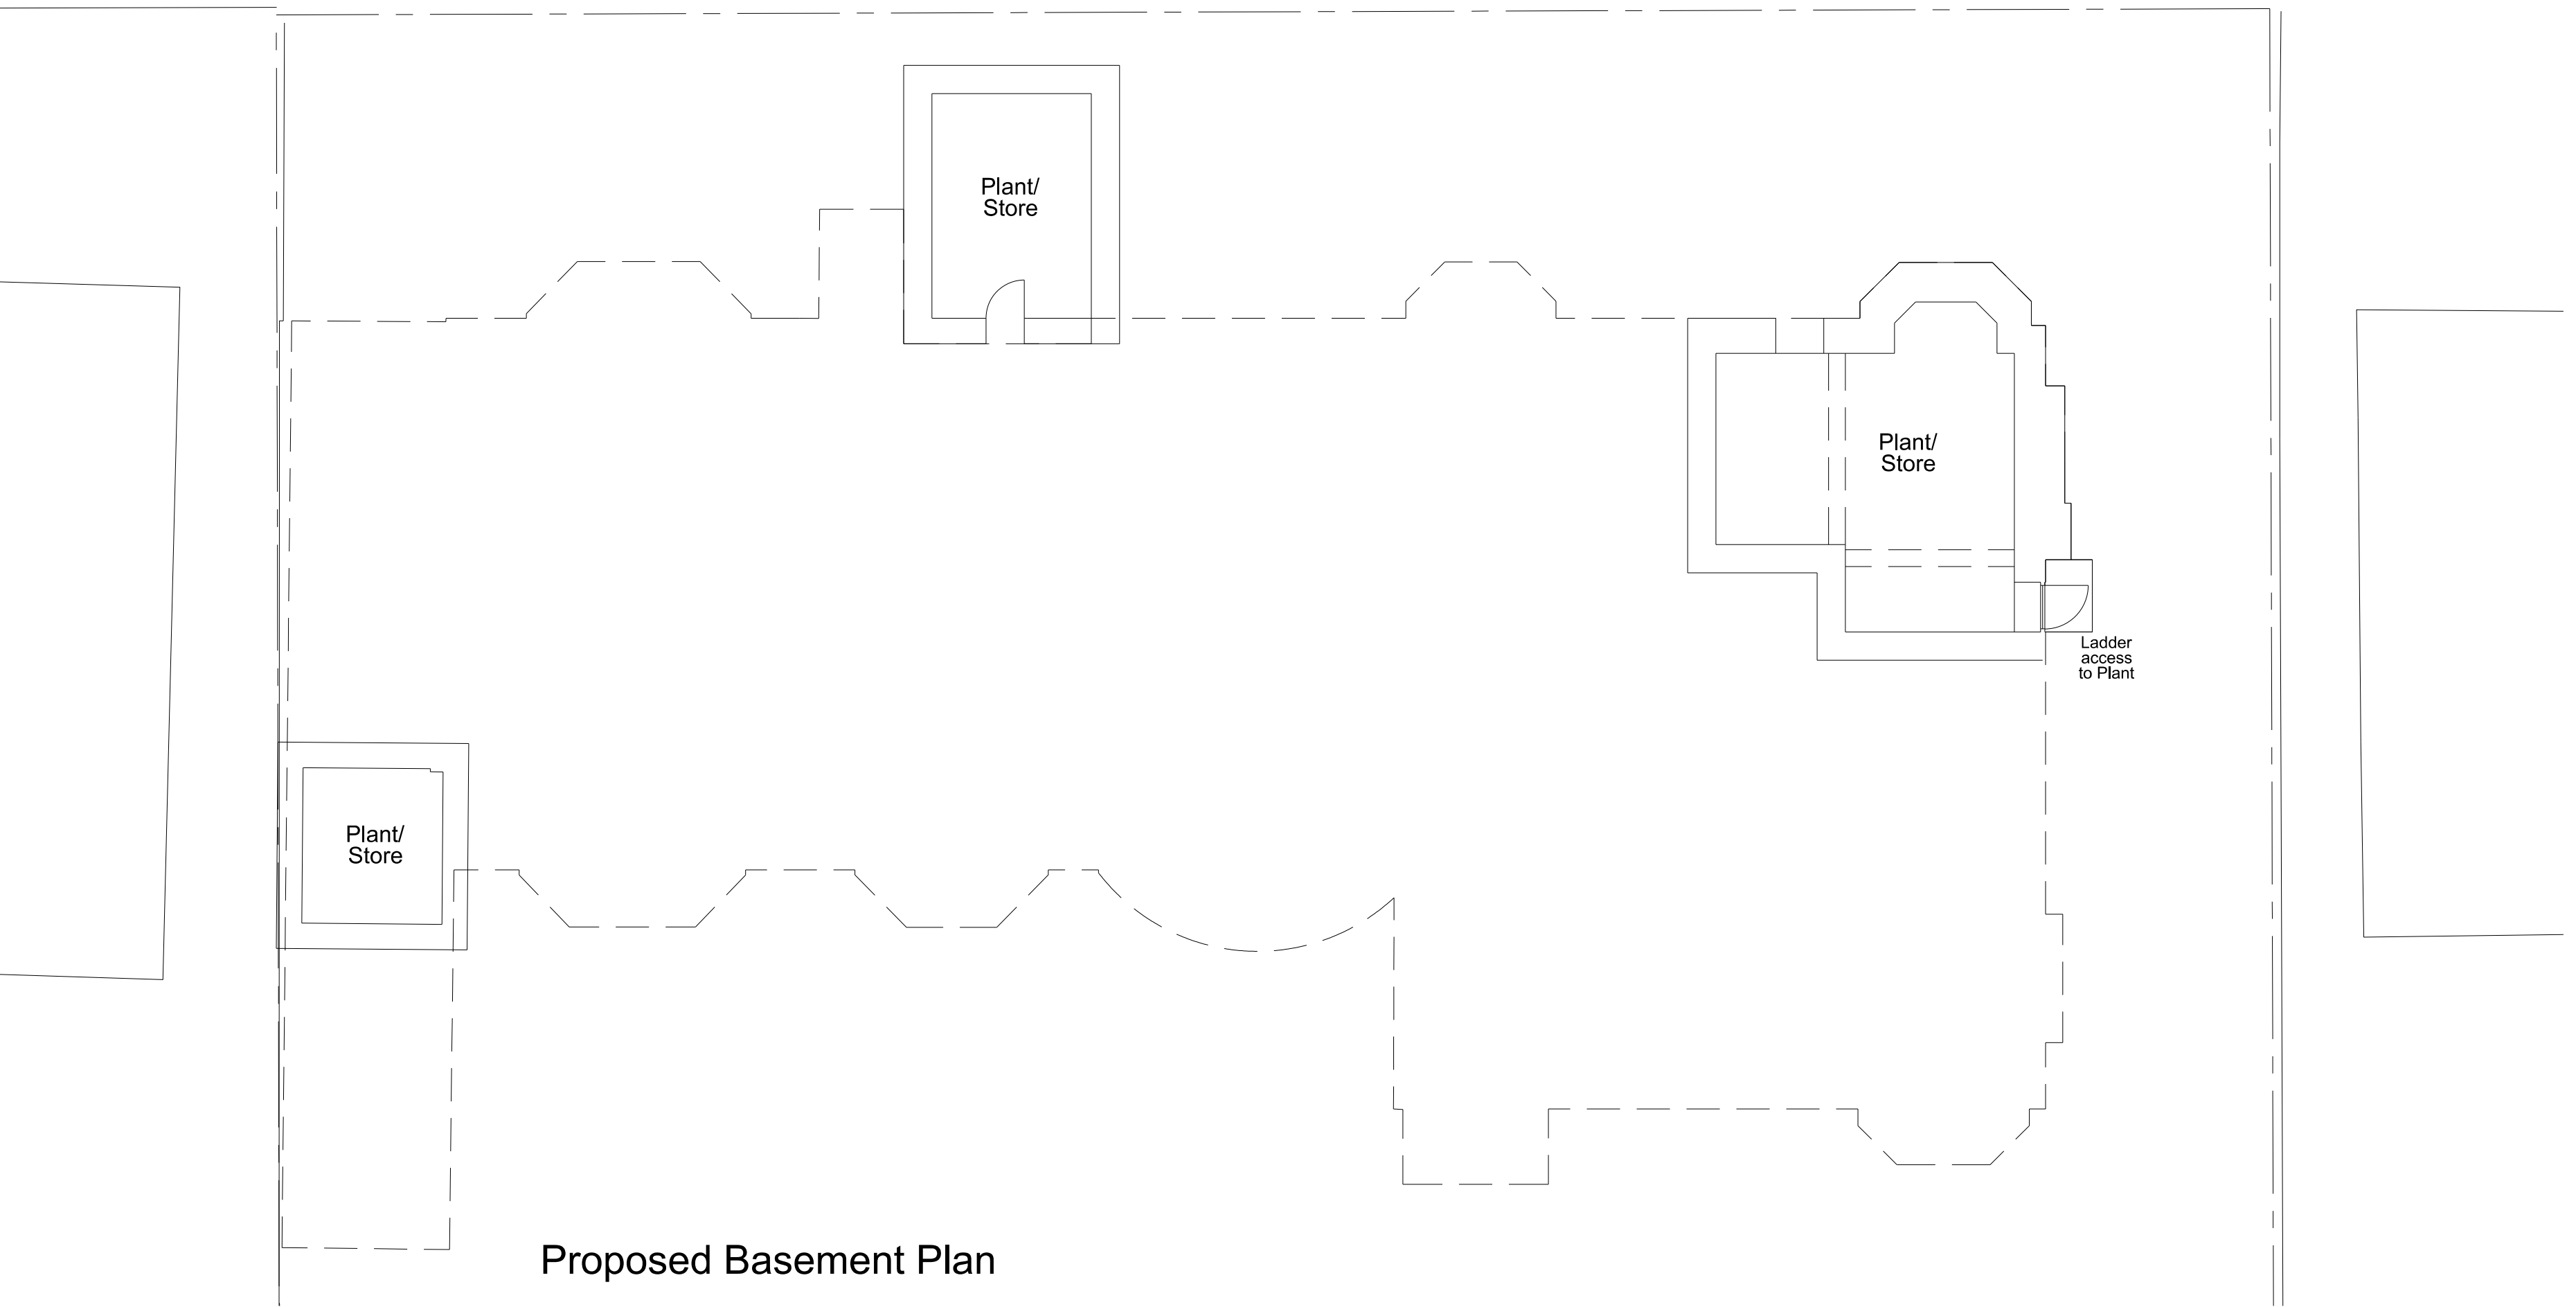 Plant/
Store
Plant/
Store
Ladder
access
to Plant
Plant/
Store
Proposed Basement Plan